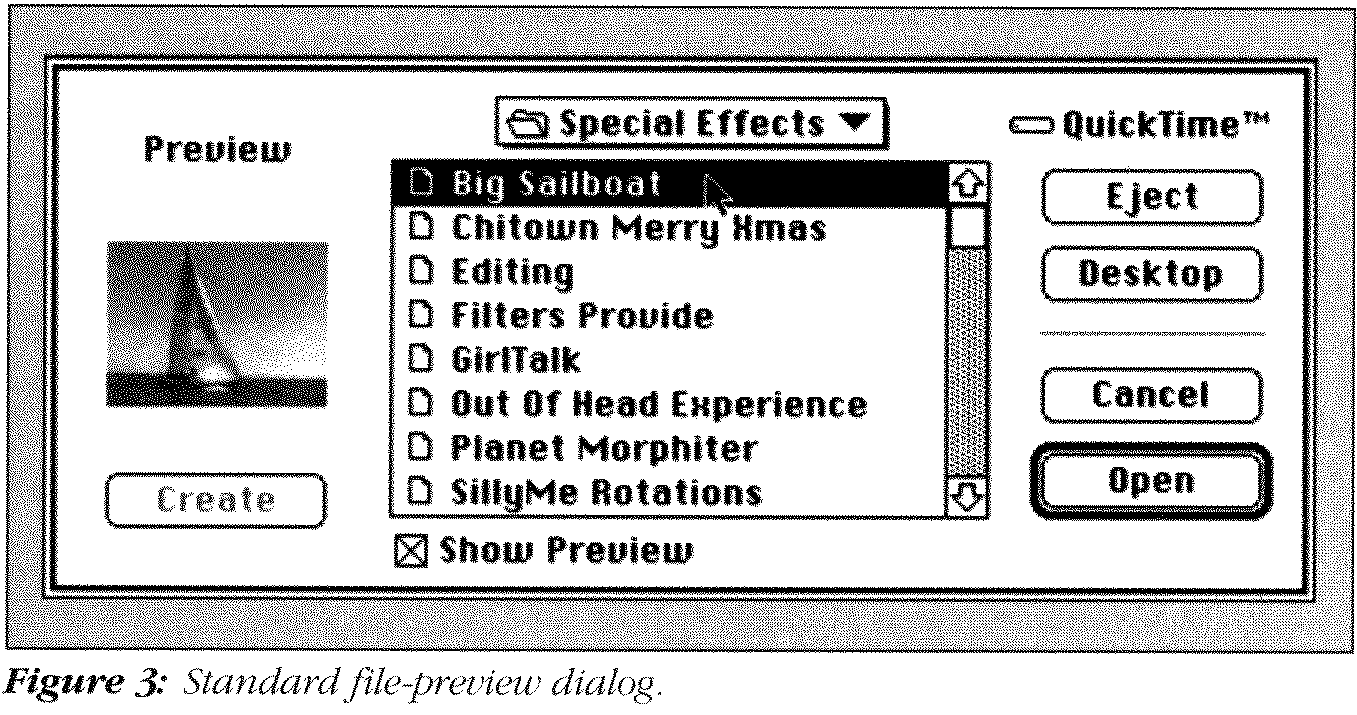 Special Effects
QuickTime™
Preview
Big Sailboat
Chitown Merry Xmas
Editing
Filters Provide
GirlTalk
Out Of Head Experience
Planet Morphiter
SillyMe Rotations
Create
Show Preview
Eject
Desktop
Cancel
Open
Figure 3: Standard file-preview dialog.